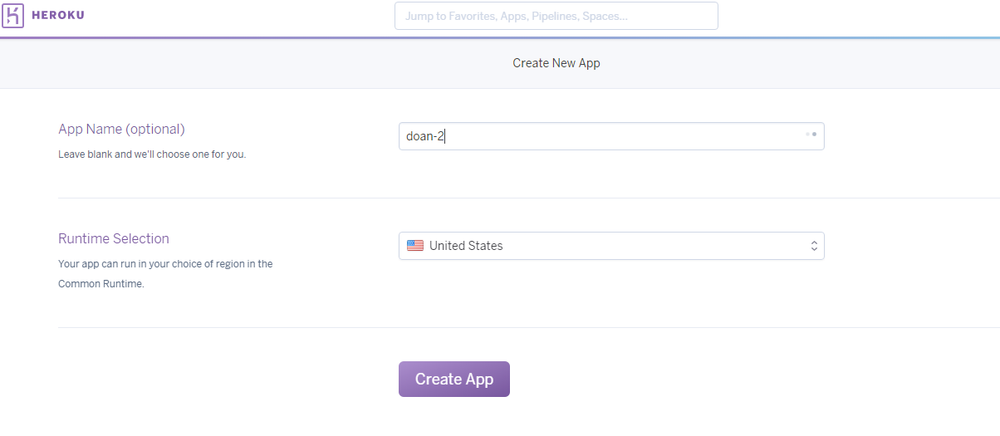 HEROKU
Jump to Favorites, Apps, Pipelines, Spaces...
Create New App
App Name (optional)
doan-2
Leave blank and we'll choose one for you.
Runtime Selection
United States
Your app can run in your choice of region in the
Common Runtime.
Create App